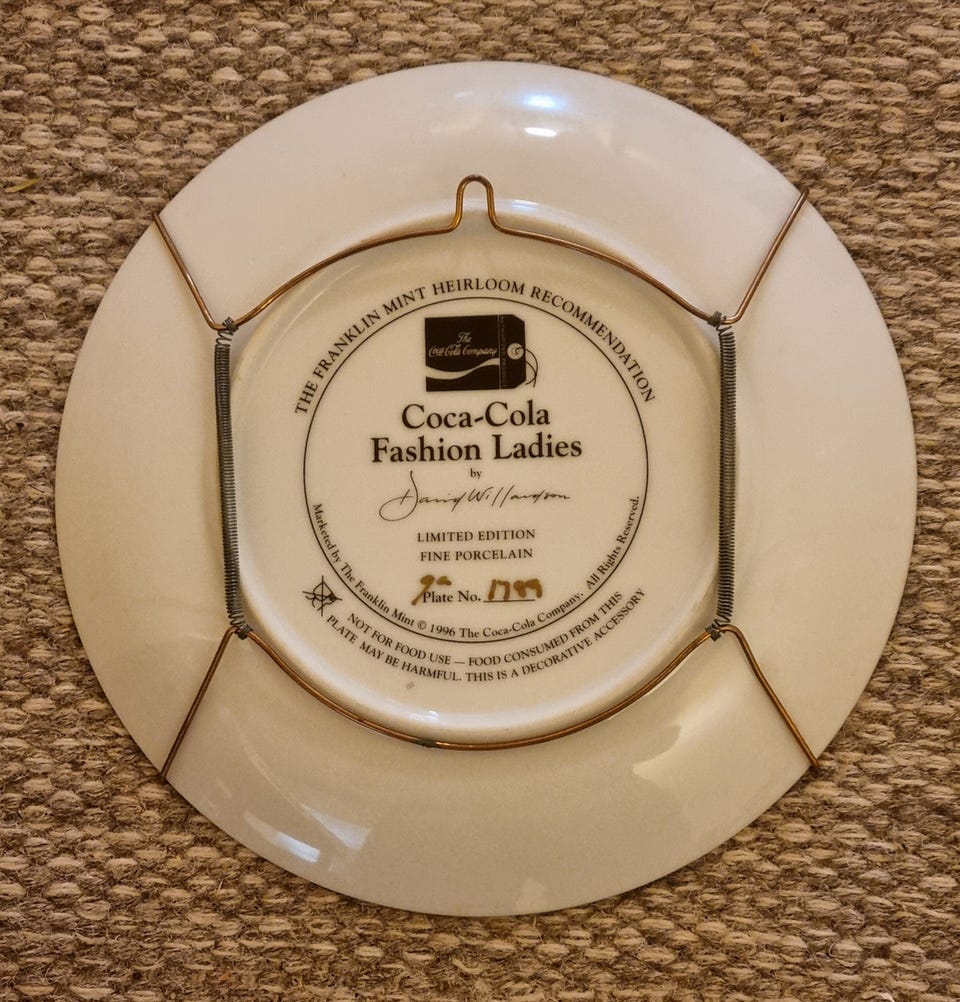 THE FRANKLIN MINT HEIRLOOM RECOMMENDATION
The
Coca-Cola Company
Coca-Cola
Fashion Ladies
by
David Willardson
LIMITED EDITION
FINE PORCELAIN
Plate No.
Marketed by The Franklin Mint © 1996 The Coca-Cola Company. All Rights Reserved.
NOT FOR FOOD USE — FOOD CONSUMED FROM THIS
PLATE MAY BE HARMFUL. THIS IS A DECORATIVE ACCESSORY